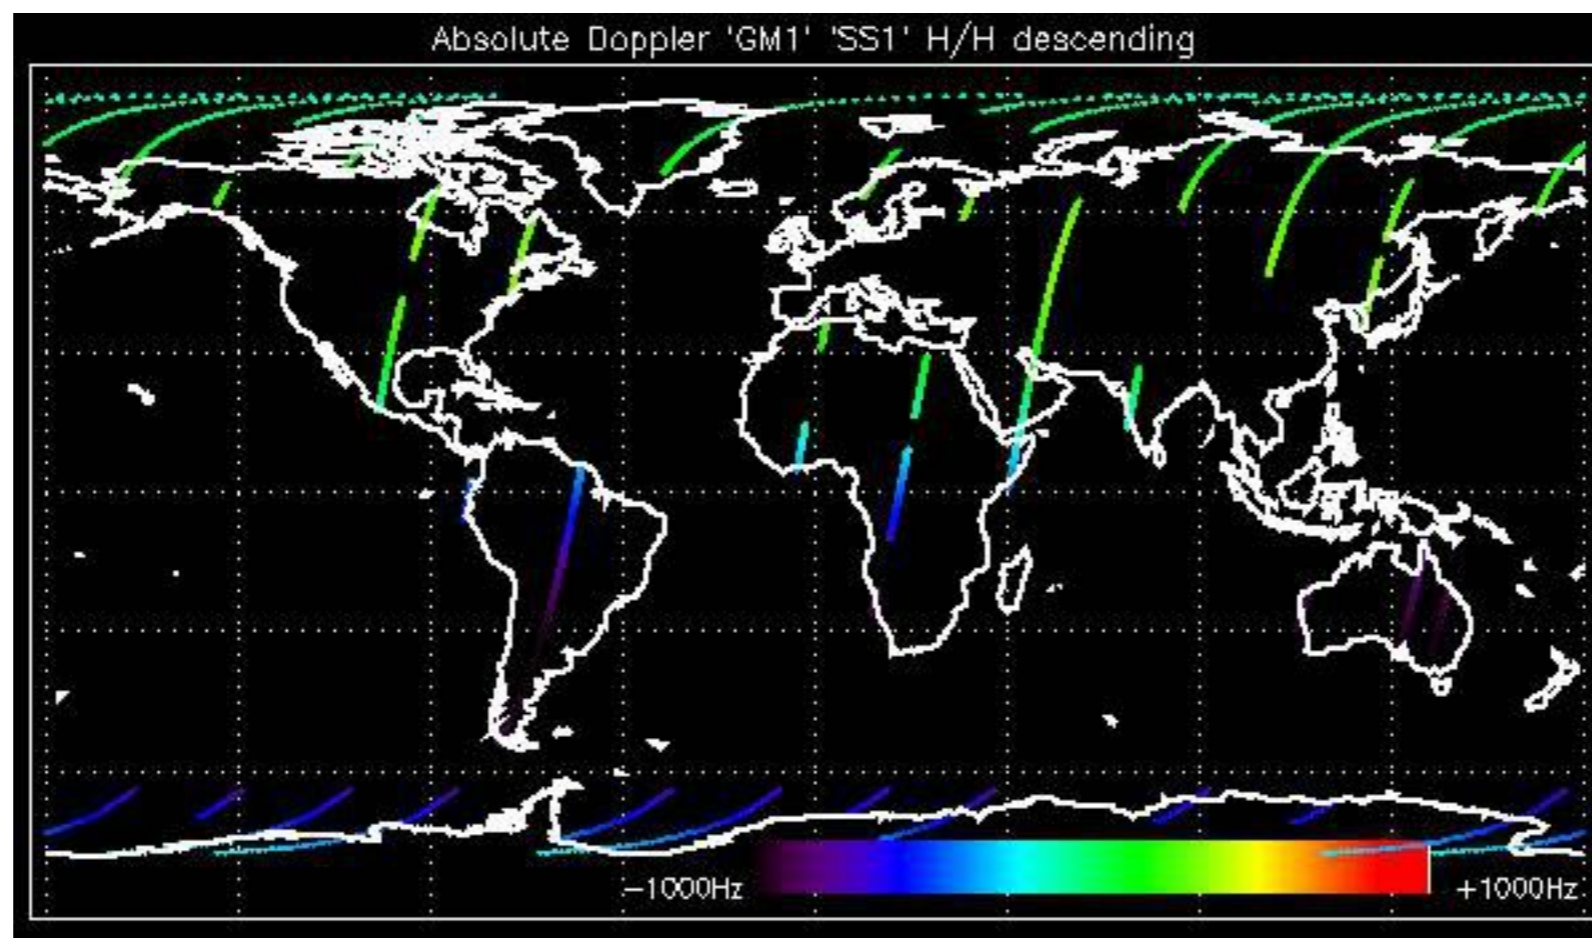 Absolute Doppler 'GM1' 'SS1' H/H descending
-1000Hz
+1000Hz